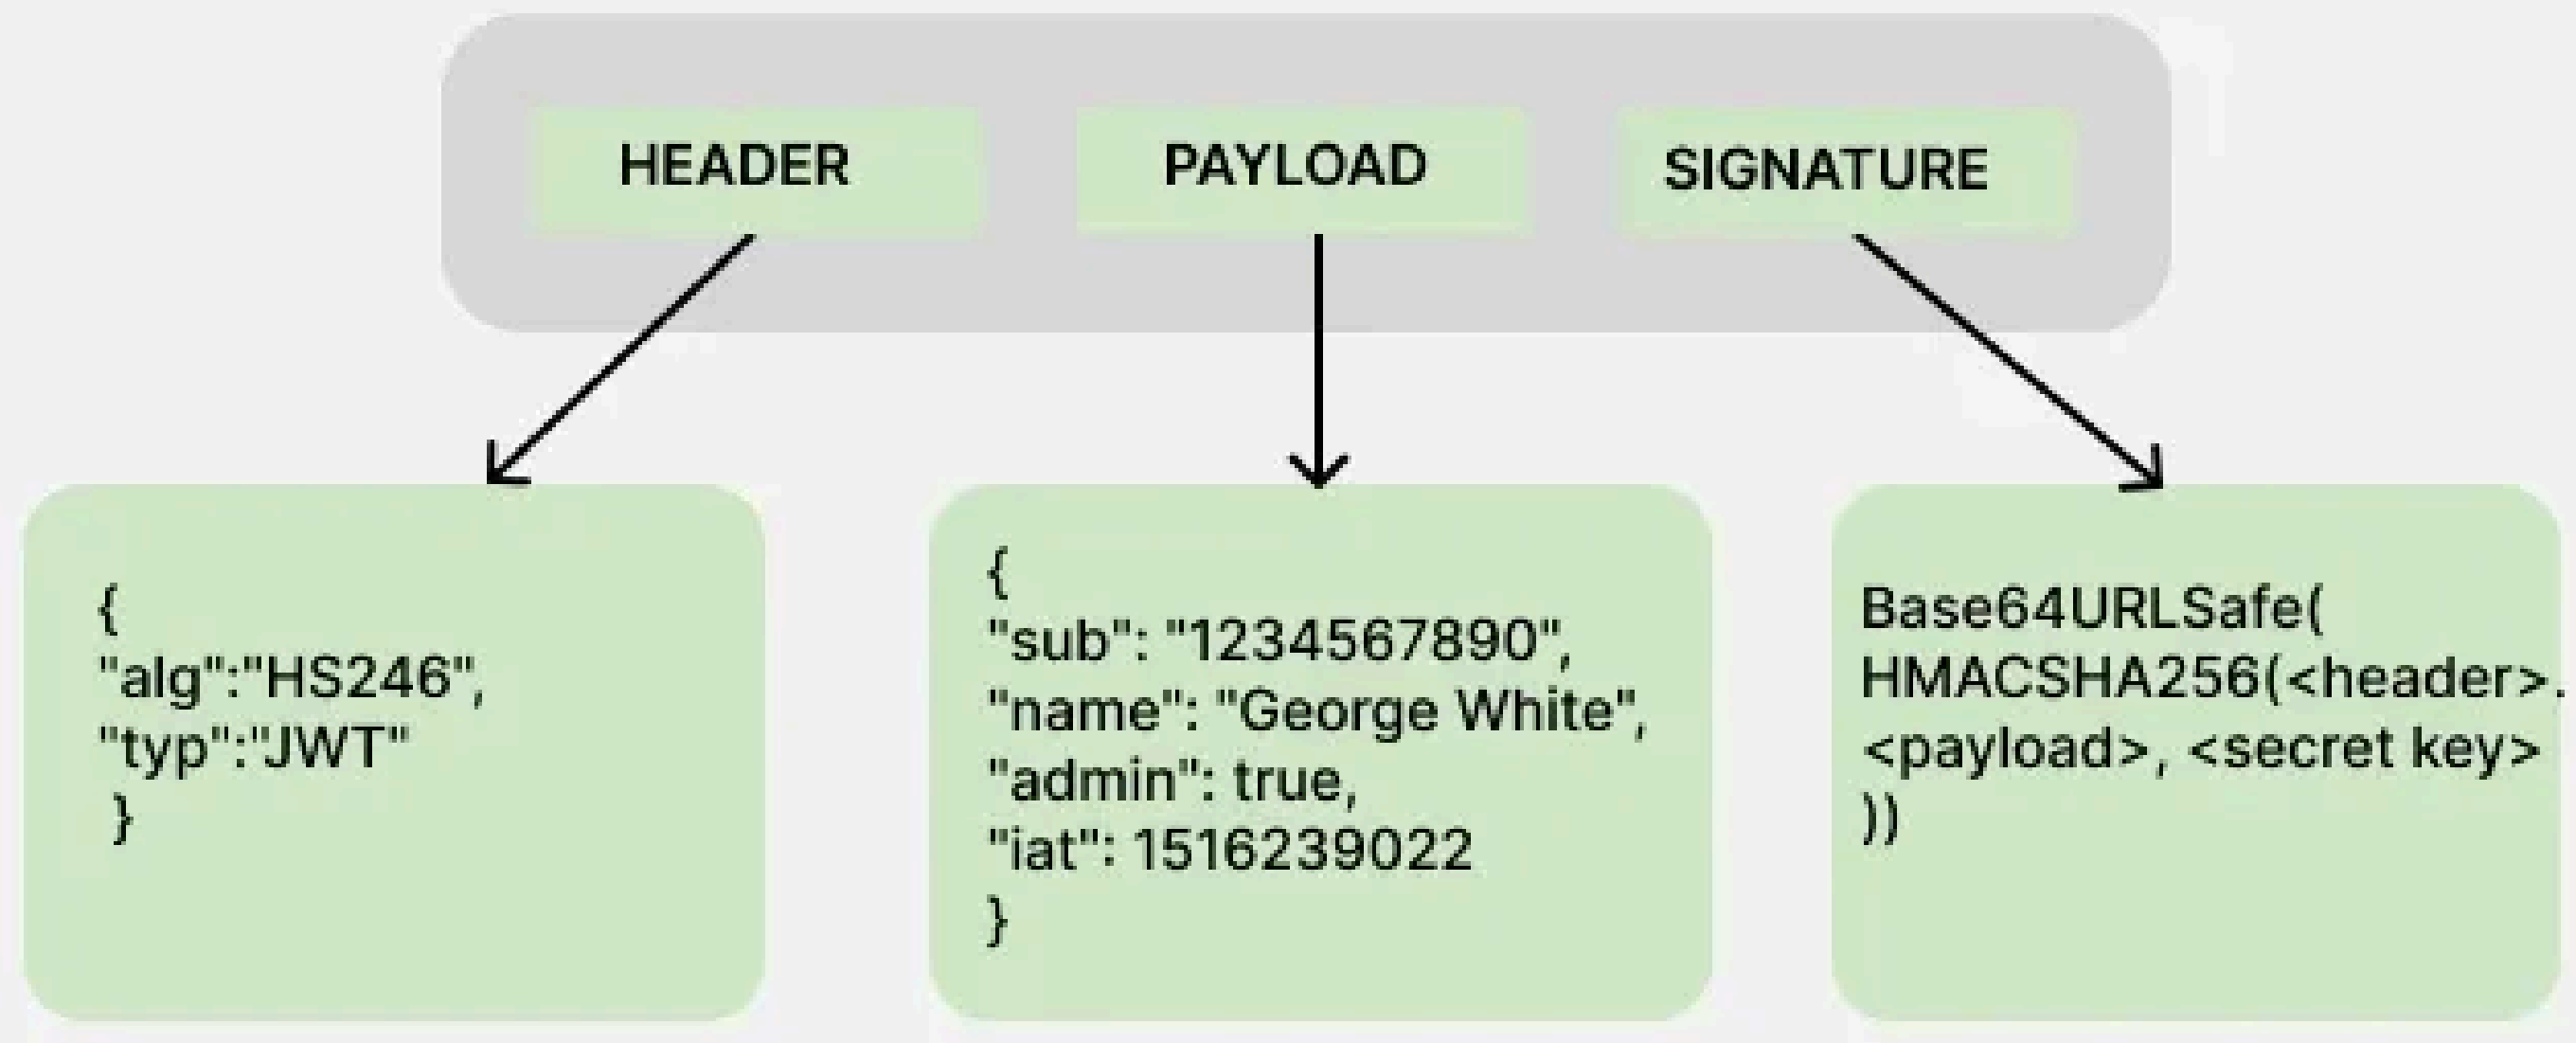 HEADER
PAYLOAD
SIGNATURE
{
"alg":"HS246",
"typ":"JWT"
}
{
"sub": "1234567890",
"name": "George White",
"admin": true,
"iat": 1516239022
}
Base64URLSafe(
HMACSHA256(<header>.
<payload>, <secret key>
))